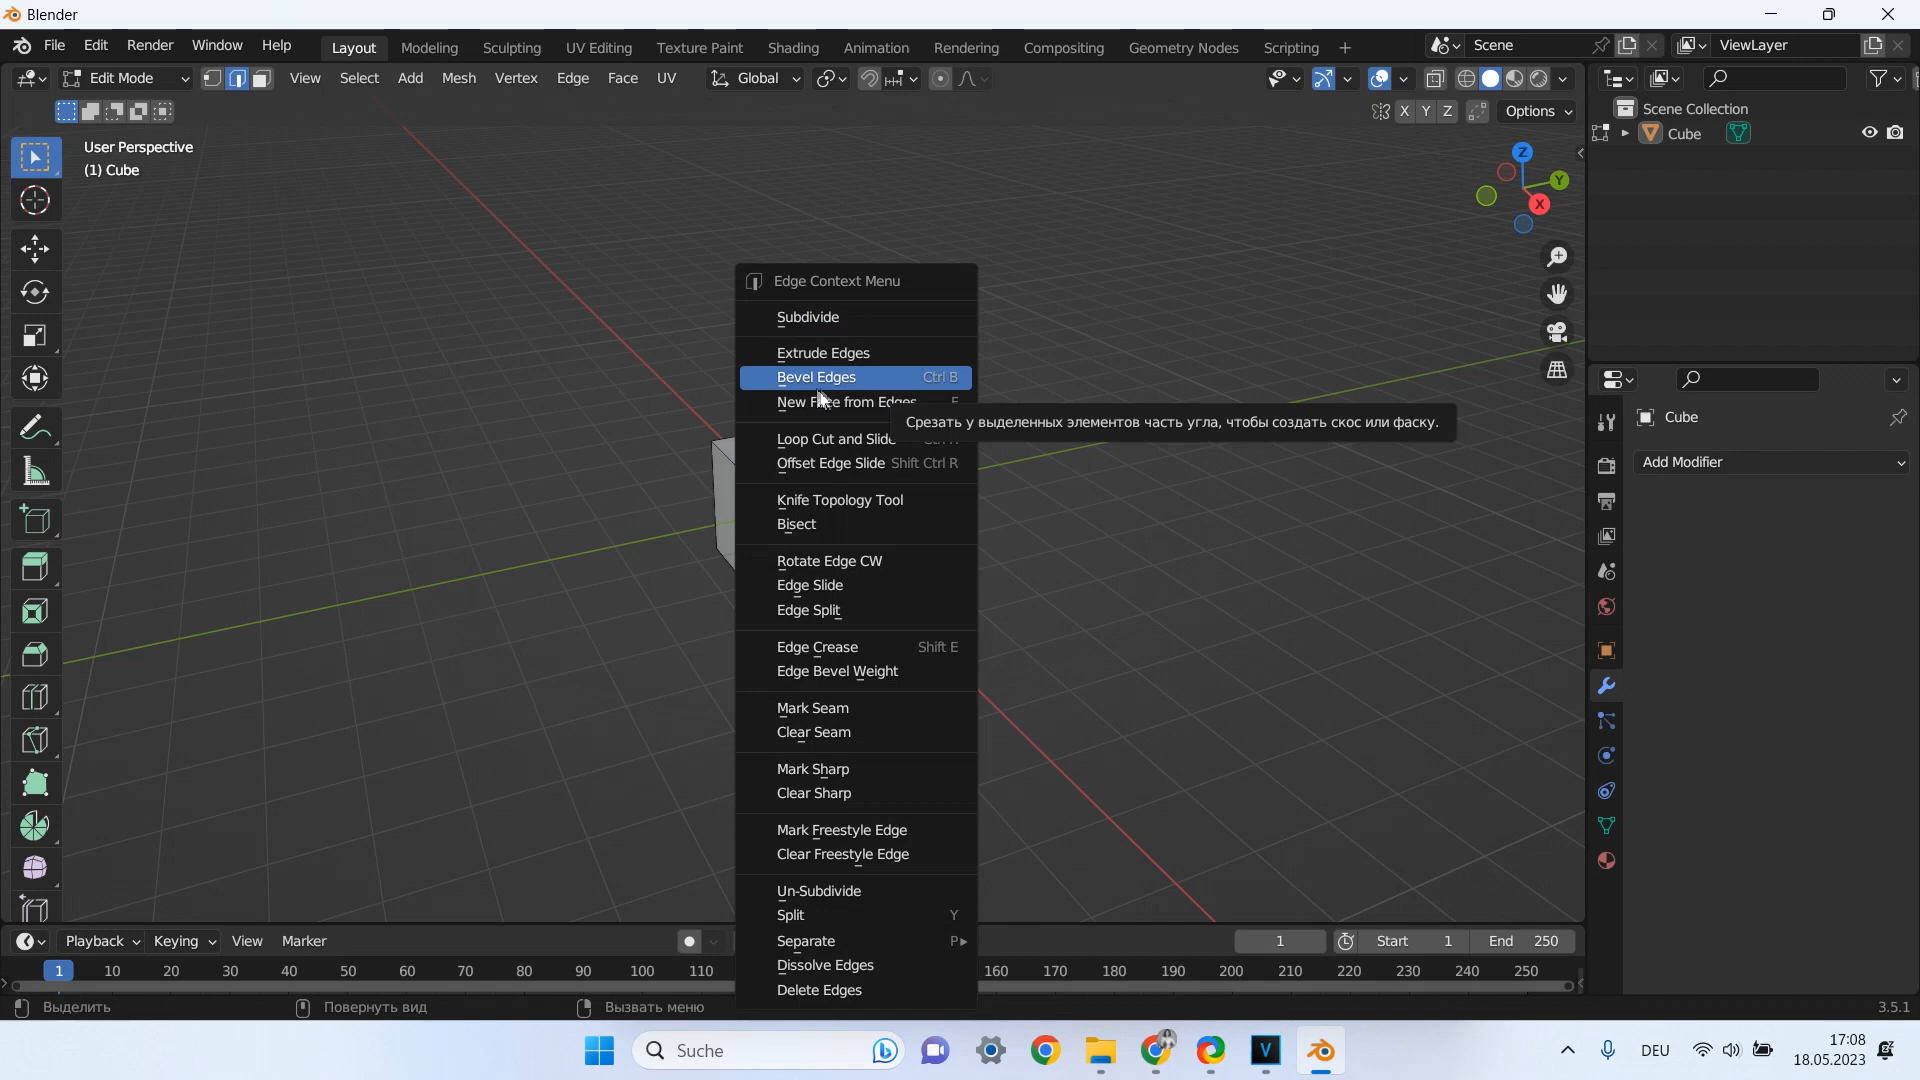 Blender
File Edit Render Window Help Layout Modeling Sculpting UV Editing Texture Paint Shading Animation Rendering Compositing Geometry Nodes Scripting + Scene ViewLayer
Edit Mode View Select Add Mesh Vertex Edge Face UV Global
X Y Z Options
Scene Collection
Cube
User Perspective
(1) Cube
Z
Y
X
Edge Context Menu
Subdivide
Extrude Edges
Bevel Edges Ctrl B
New Face from Edges F
Срезать у выделенных элементов часть угла, чтобы создать скос или фаску.
Loop Cut and Slide Ctrl R
Offset Edge Slide Shift Ctrl R
Knife Topology Tool
Bisect
Rotate Edge CW
Edge Slide
Edge Split
Edge Crease Shift E
Edge Bevel Weight
Mark Seam
Clear Seam
Mark Sharp
Clear Sharp
Mark Freestyle Edge
Clear Freestyle Edge
Un-Subdivide
Split Y
Separate P
Dissolve Edges
Delete Edges
Cube
Add Modifier
Playback Keying View Marker 1 Start 1 End 250
1 10 20 30 40 50 60 70 80 90 100 110 160 170 180 190 200 210 220 230 240 250
Выделить Повернуть вид Вызвать меню 3.5.1
Suche DEU 17:08
18.05.2023